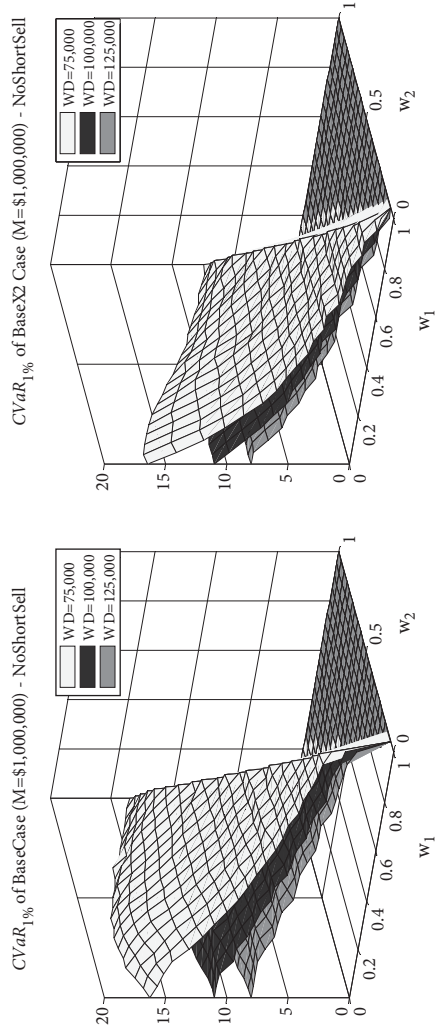 CVaR1% of BaseCase (M=$1,000,000) - NoShortSell
WD=75,000
WD=100,000
WD=125,000
20
15
10
5
0
0
0.2
0.4
0.6
0.8
1
w1
0
0.5
1
w2
CVaR1% of BaseX2 Case (M=$1,000,000) - NoShortSell
WD=75,000
WD=100,000
WD=125,000
20
15
10
5
0
0
0.2
0.4
0.6
0.8
1
w1
0
0.5
1
w2